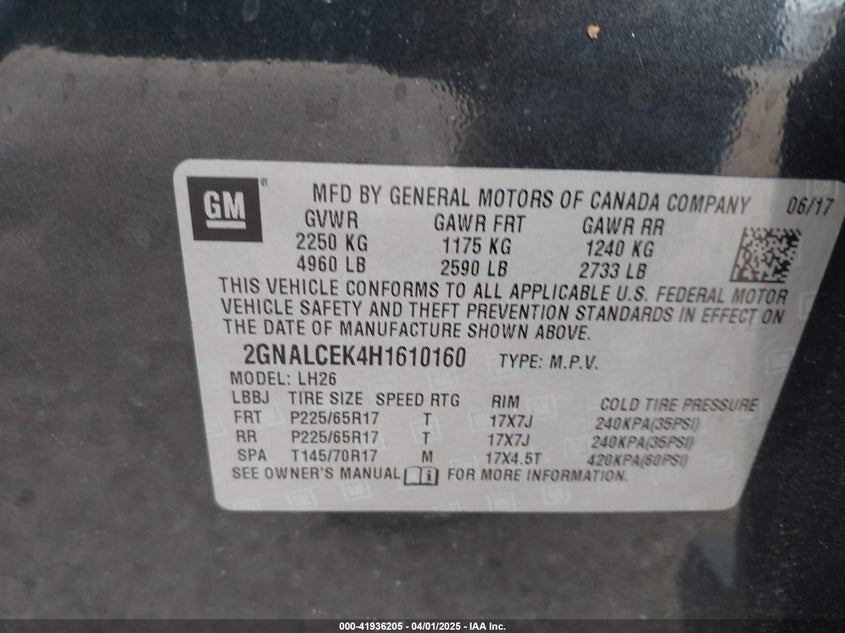 GM ®
MFD BY GENERAL MOTORS OF CANADA COMPANY 06/17
GVWR GAWR FRT GAWR RR
2250 KG 1175 KG 1240 KG
4960 LB 2590 LB 2733 LB
THIS VEHICLE CONFORMS TO ALL APPLICABLE U.S. FEDERAL MOTOR
VEHICLE SAFETY AND THEFT PREVENTION STANDARDS IN EFFECT ON
THE DATE OF MANUFACTURE SHOWN ABOVE.
2GNALCEK4H1610160 TYPE: M.P.V.
MODEL: LH26
LBBJ TIRE SIZE SPEED RTG RIM COLD TIRE PRESSURE
FRT P225/65R17 T 17X7J 240KPA(35PSI)
RR P225/65R17 T 17X7J 240KPA(35PSI)
SPA T145/70R17 M 17X4.5T 420KPA(60PSI)
SEE OWNER'S MANUAL FOR MORE INFORMATION.
000-41936205 - 04/01/2025 - IAA Inc.